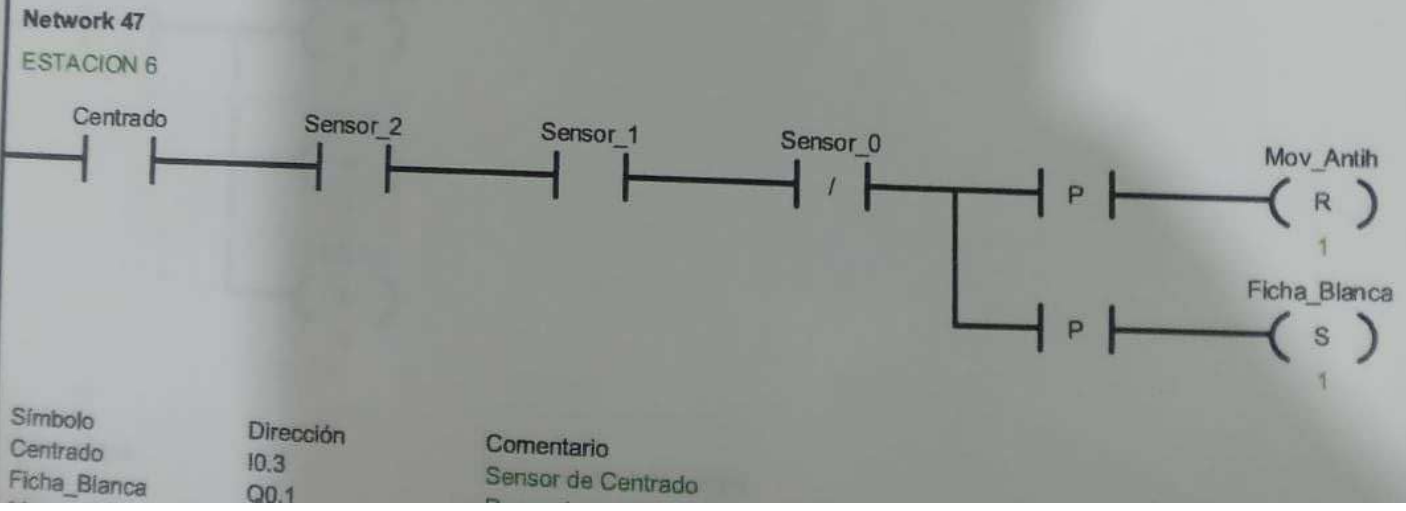 Network 47
ESTACION 6
Centrado
Sensor_2
Sensor_1
Sensor_0
/
P
Mov_Antih
R
1
P
Ficha_Blanca
S
1
Símbolo Dirección Comentario
Centrado I0.3 Sensor de Centrado
Ficha_Blanca Q0.1